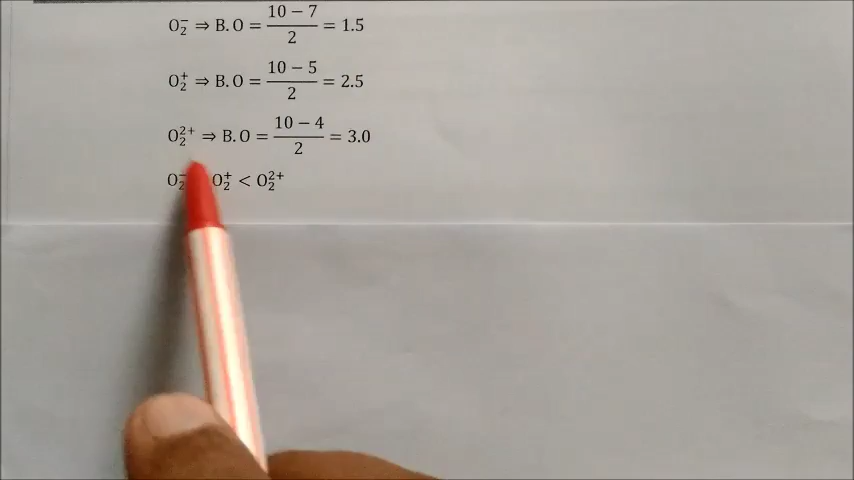 O₂⁻ ⇒ B. O = (10 − 7)/2 = 1.5
O₂⁺ ⇒ B. O = (10 − 5)/2 = 2.5
O₂²⁺ ⇒ B. O = (10 − 4)/2 = 3.0
O₂⁻ O₂⁺ < O₂²⁺